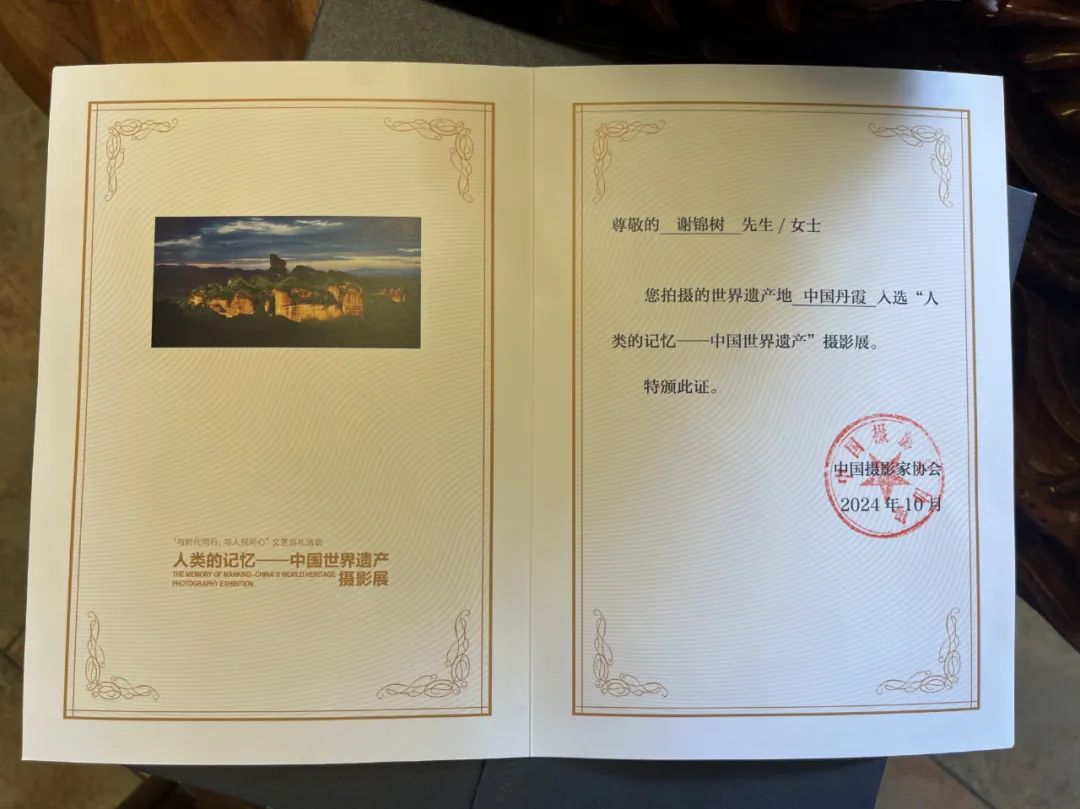 "与时代同行，与人民同心"文艺巡礼活动
人类的记忆——中国世界遗产
THE MEMORY OF MANKIND-CHINA'S WORLD HERITAGE
摄影展
PHOTOGRAPHY EXHIBITION
尊敬的 谢锦树 先生 / 女士
您拍摄的世界遗产地 中国丹霞 入选“人
类的记忆——中国世界遗产”摄影展。
特颁此证。
中国摄影家协会
2024 年 10 月